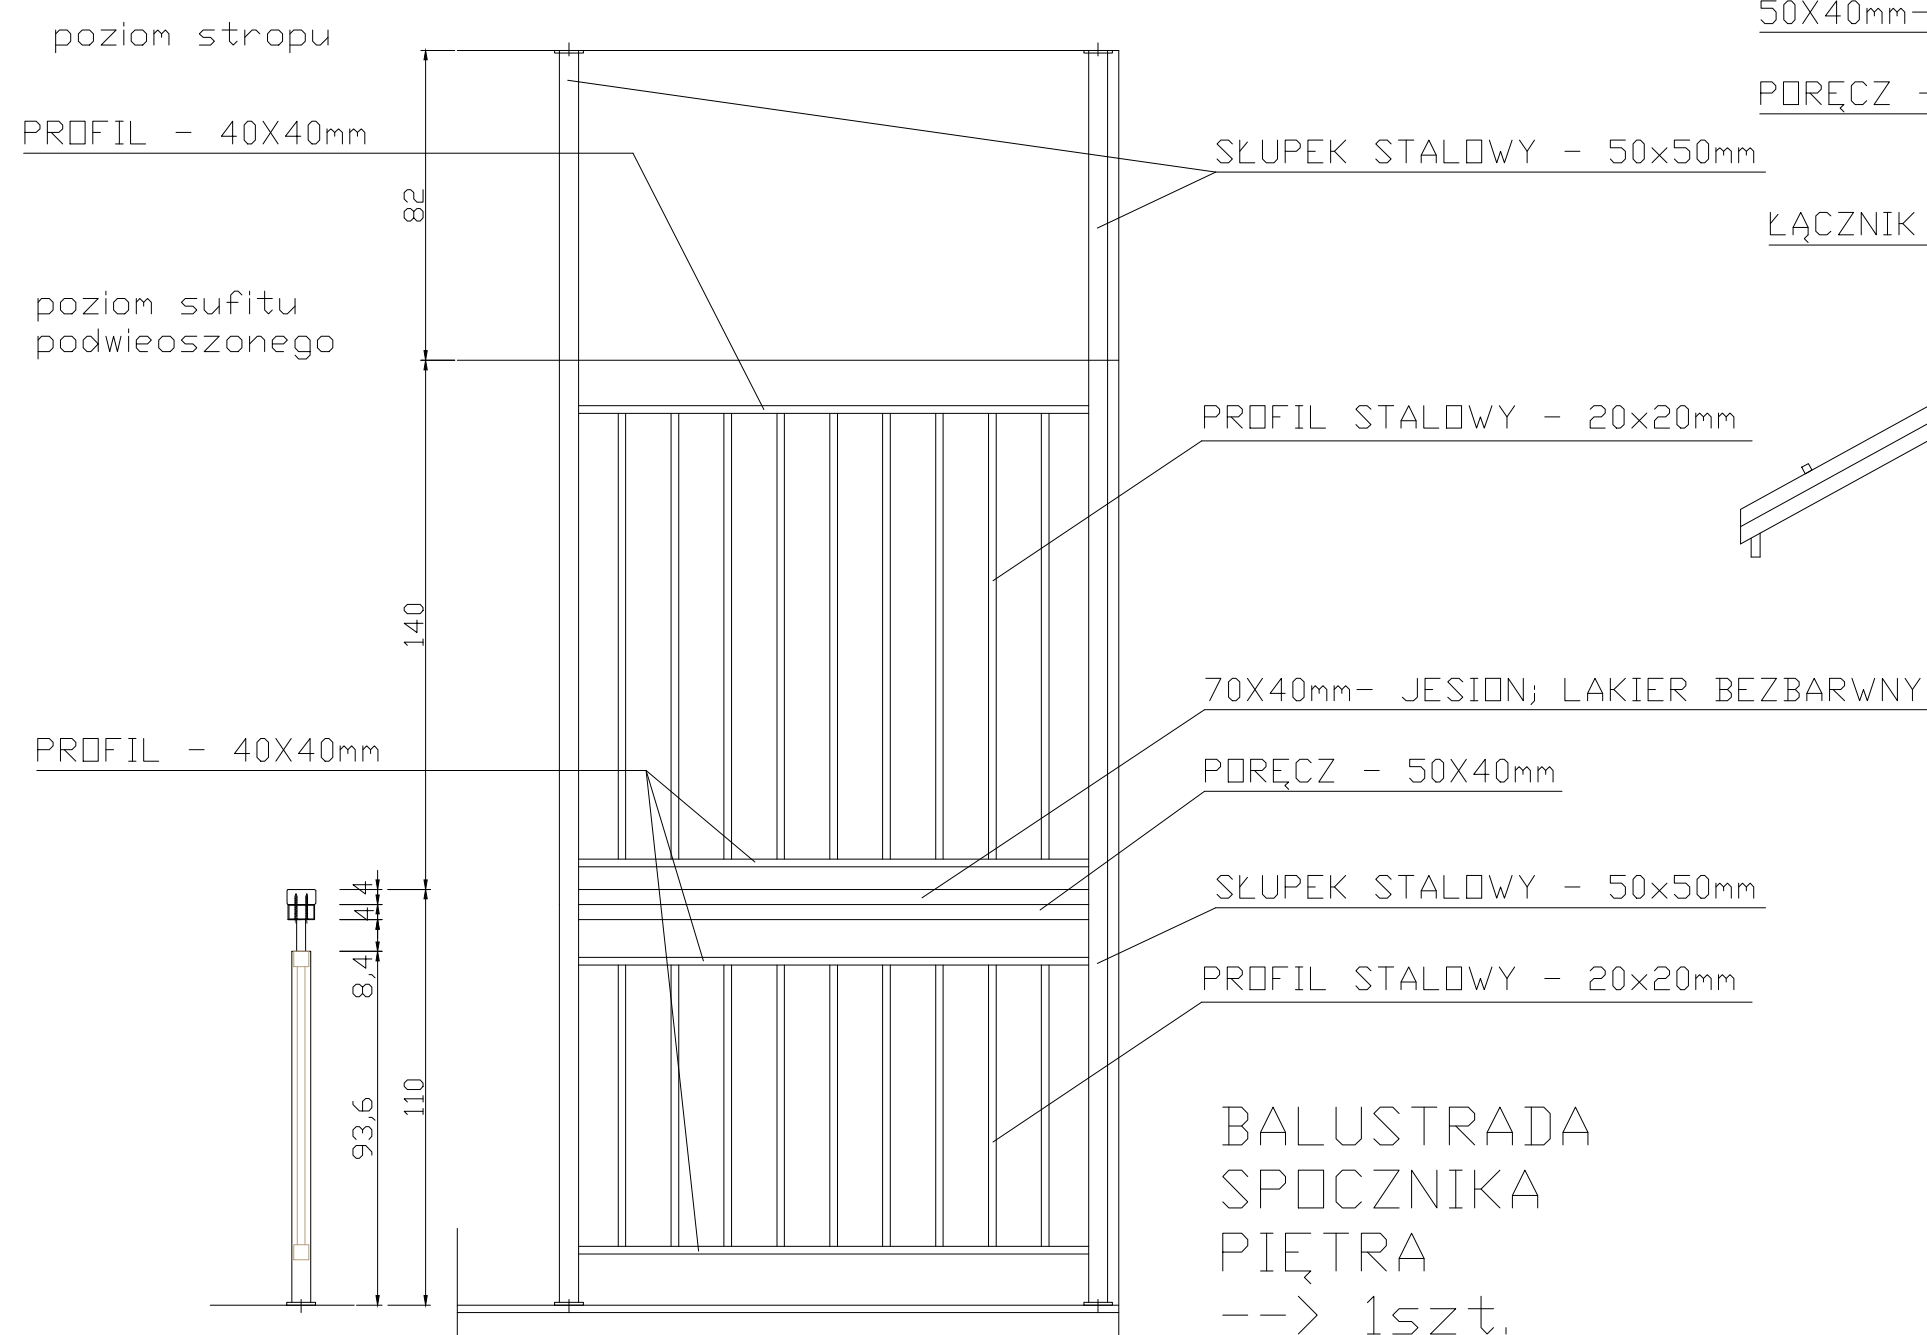 poziom stropu
PROFIL - 40X40mm
82
poziom sufitu
podwieoszonego
140
PROFIL - 40X40mm
4
4
8,4
93,6
110
50X40mm-
PORĘCZ -
SŁUPEK STALOWY - 50x50mm
ŁĄCZNIK
PROFIL STALOWY - 20x20mm
70X40mm- JESION; LAKIER BEZBARWNY
PORĘCZ - 50X40mm
SŁUPEK STALOWY - 50x50mm
PROFIL STALOWY - 20x20mm
BALUSTRADA
SPOCZNIKA
PIĘTRA
--> 1szt.